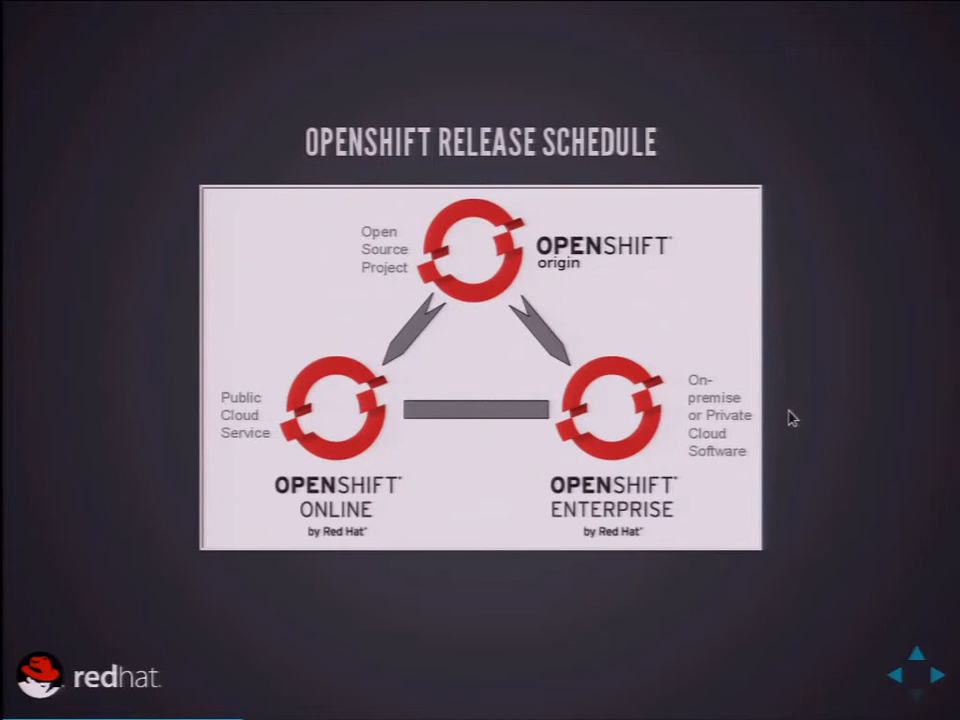 OPENSHIFT RELEASE SCHEDULE
Open
Source
Project
OPENSHIFT
origin
Public
Cloud
Service
On-
premise
or Private
Cloud
Software
OPENSHIFT
ONLINE
by Red Hat
OPENSHIFT
ENTERPRISE
by Red Hat
redhat.